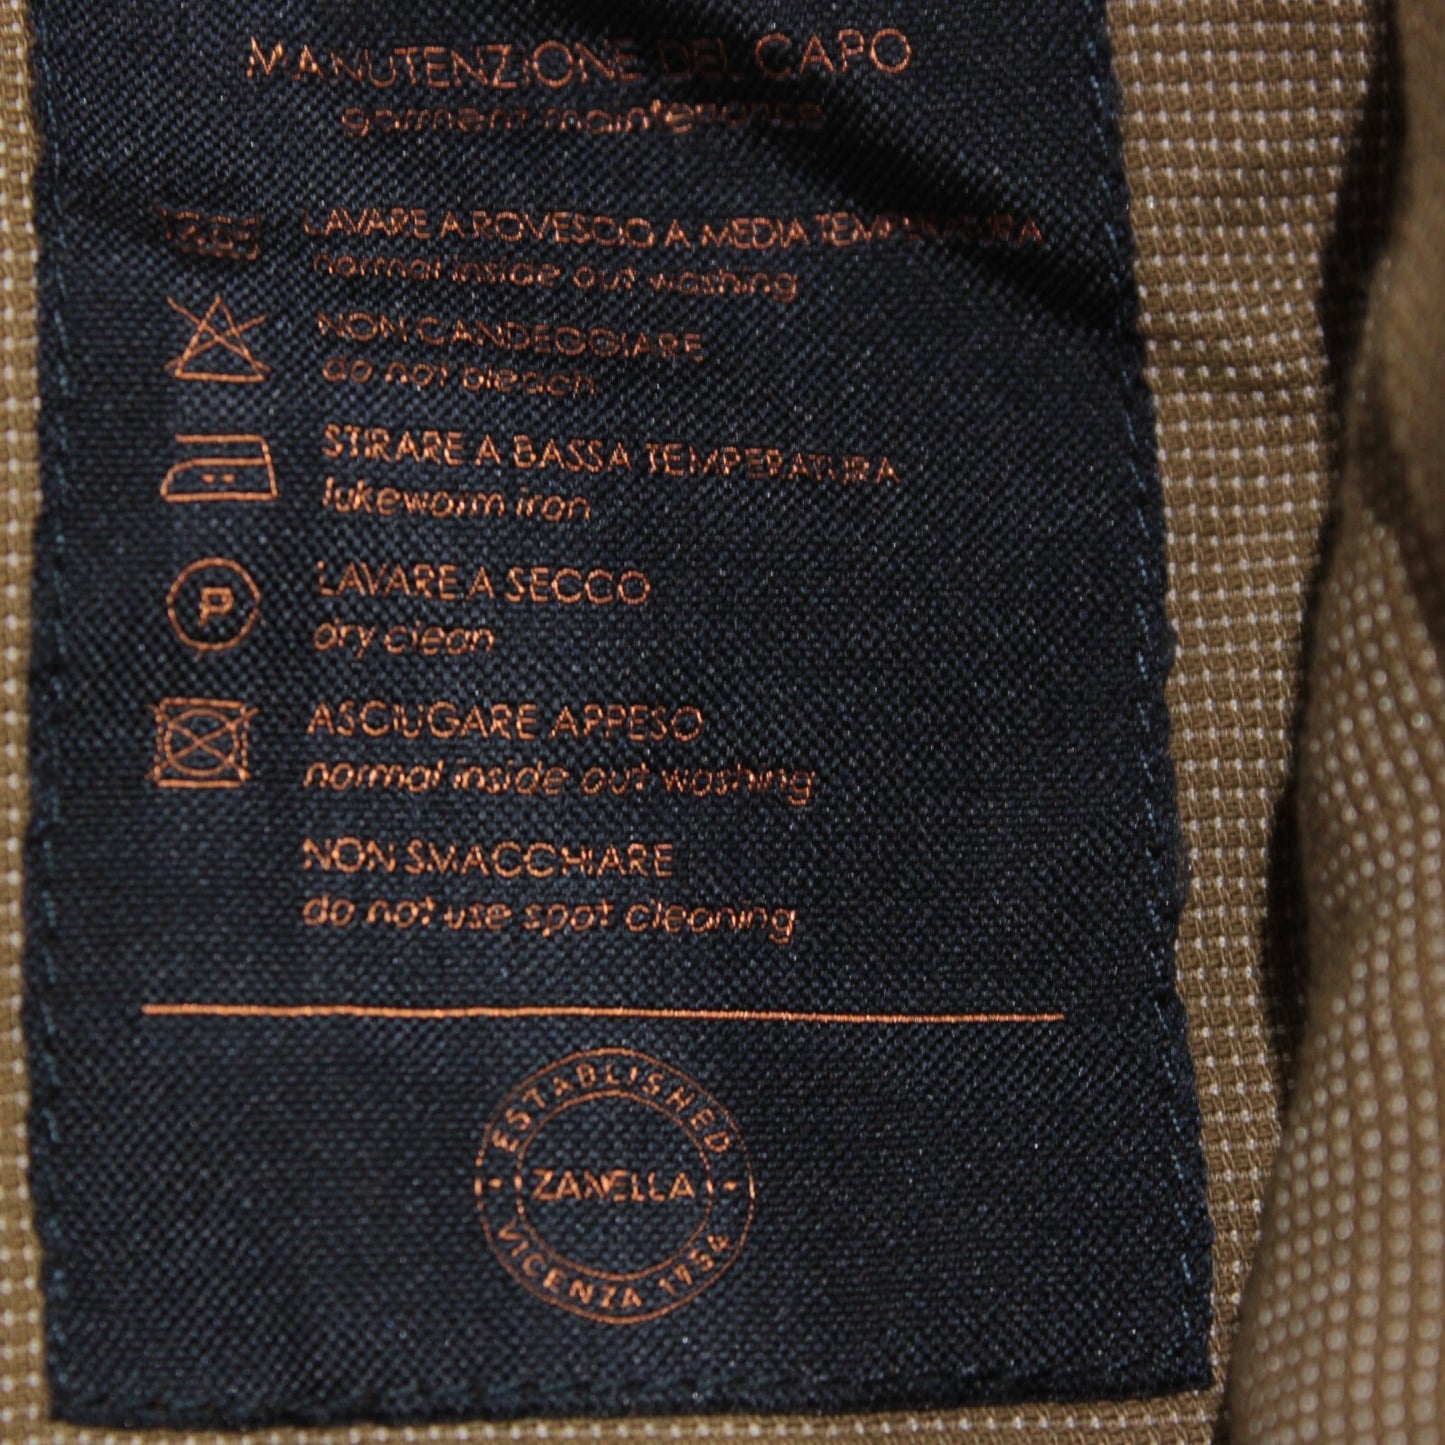 MANUTENZIONE DEL CAPO
garment maintenance
LAVARE A ROVESCIO A MEDIA TEMPERATURA
normal inside out washing
NON CANDEGGIARE
do not bleach
STIRARE A BASSA TEMPERATURA
lukeworm iron
P
LAVARE A SECCO
dry clean
ASCIUGARE APPESO
normal inside out washing
NON SMACCHIARE
do not use spot cleaning
ESTABLISHED
ZANELLA
VICENZA 1954